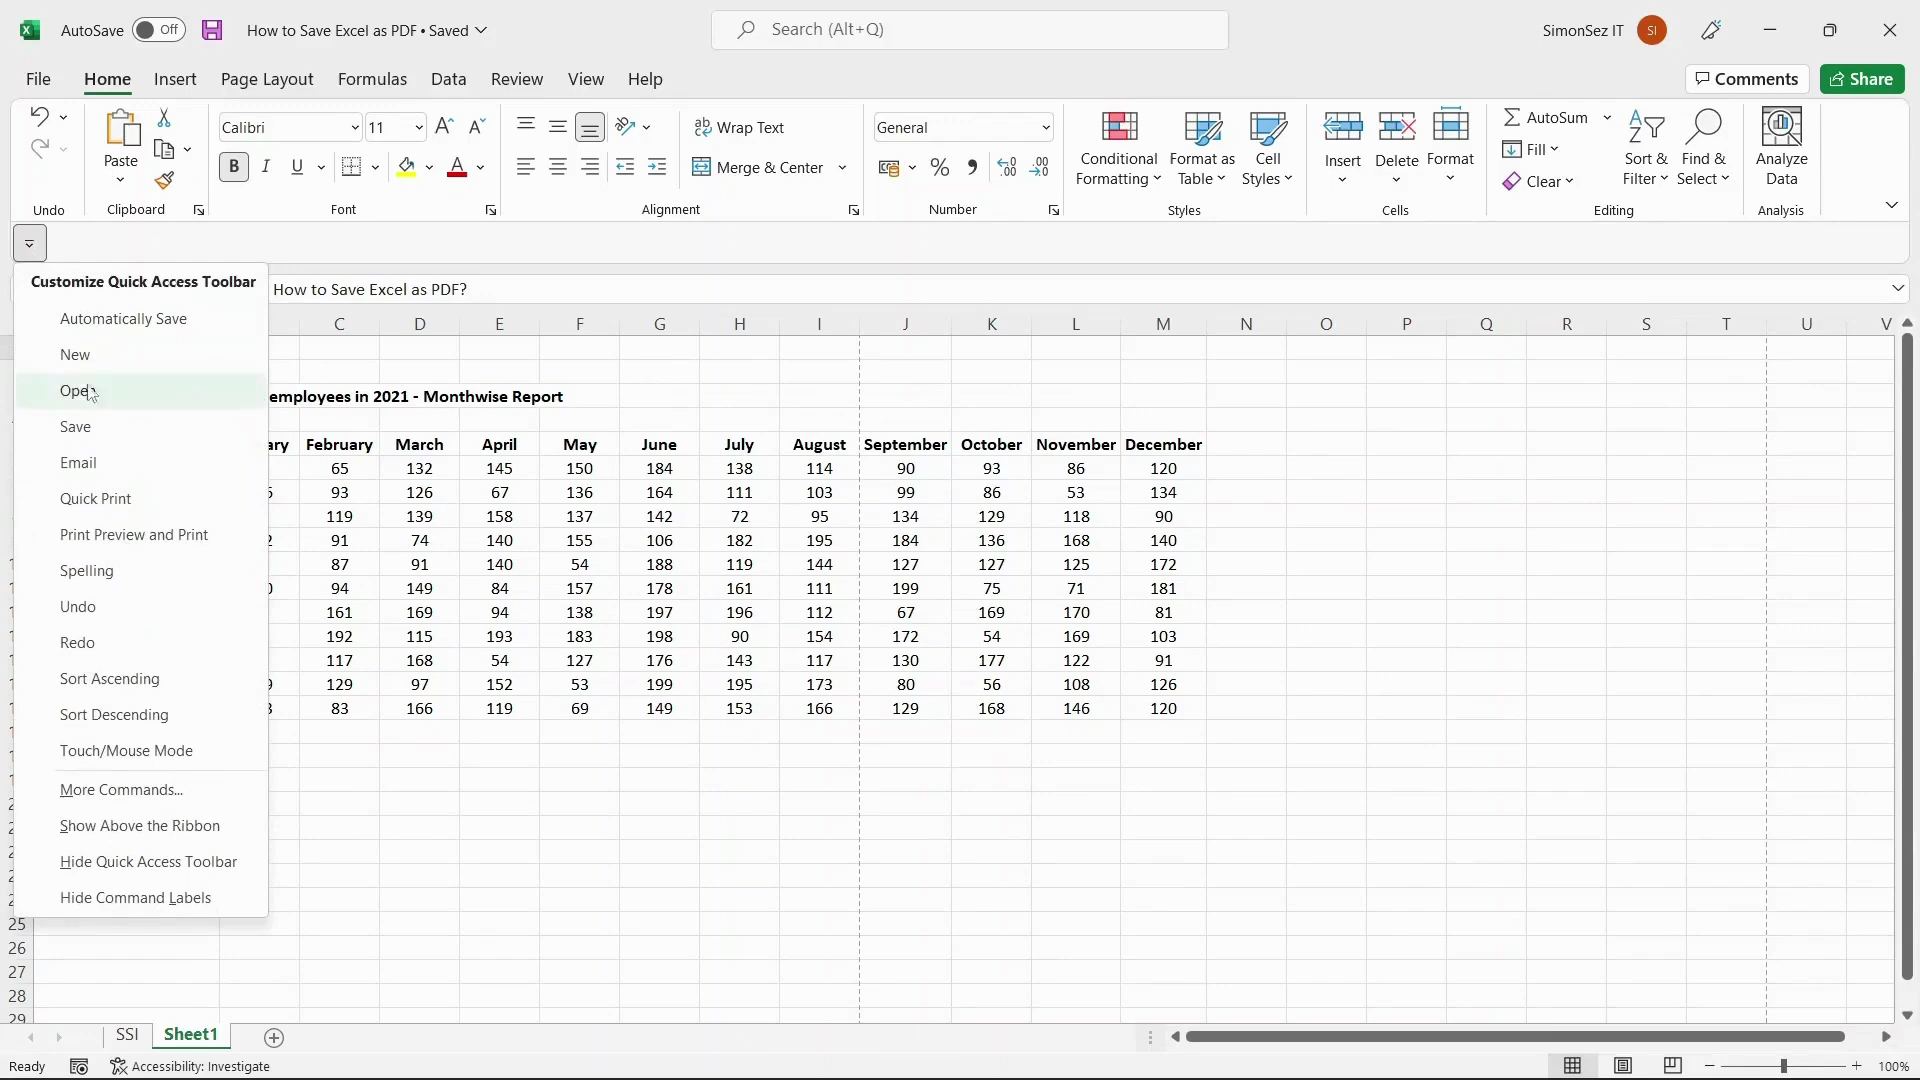 AutoSave Off How to Save Excel as PDF • Saved Search (Alt+Q) SimonSez IT SI
File Home Insert Page Layout Formulas Data Review View Help Comments Share
Calibri 11 Wrap Text General AutoSum
Paste Conditional Formatting Format as Table Cell Styles Insert Delete Format Fill Sort & Filter Find & Select Analyze Data
B I U A Merge & Center % Clear
Undo Clipboard Font Alignment Number Styles Cells Editing Analysis
Customize Quick Access Toolbar
How to Save Excel as PDF?
Automatically Save
New
Open
Save
Email
Quick Print
Print Preview and Print
Spelling
Undo
Redo
Sort Ascending
Sort Descending
Touch/Mouse Mode
More Commands...
Show Above the Ribbon
Hide Quick Access Toolbar
Hide Command Labels
C D E F G H I J K L M N O P Q R S T U V
employees in 2021 - Monthwise Report
ary February March April May June July August September October November December
65 132 145 150 184 138 114 90 93 86 120
93 126 67 136 164 111 103 99 86 53 134
119 139 158 137 142 72 95 134 129 118 90
91 74 140 155 106 182 195 184 136 168 140
87 91 140 54 188 119 144 127 127 125 172
94 149 84 157 178 161 111 199 75 71 181
161 169 94 138 197 196 112 67 169 170 81
192 115 193 183 198 90 154 172 54 169 103
117 168 54 127 176 143 117 130 177 122 91
129 97 152 53 199 195 173 80 56 108 126
83 166 119 69 149 153 166 129 168 146 120
25
26
27
28
29
SSI Sheet1
Ready Accessibility: Investigate 100%